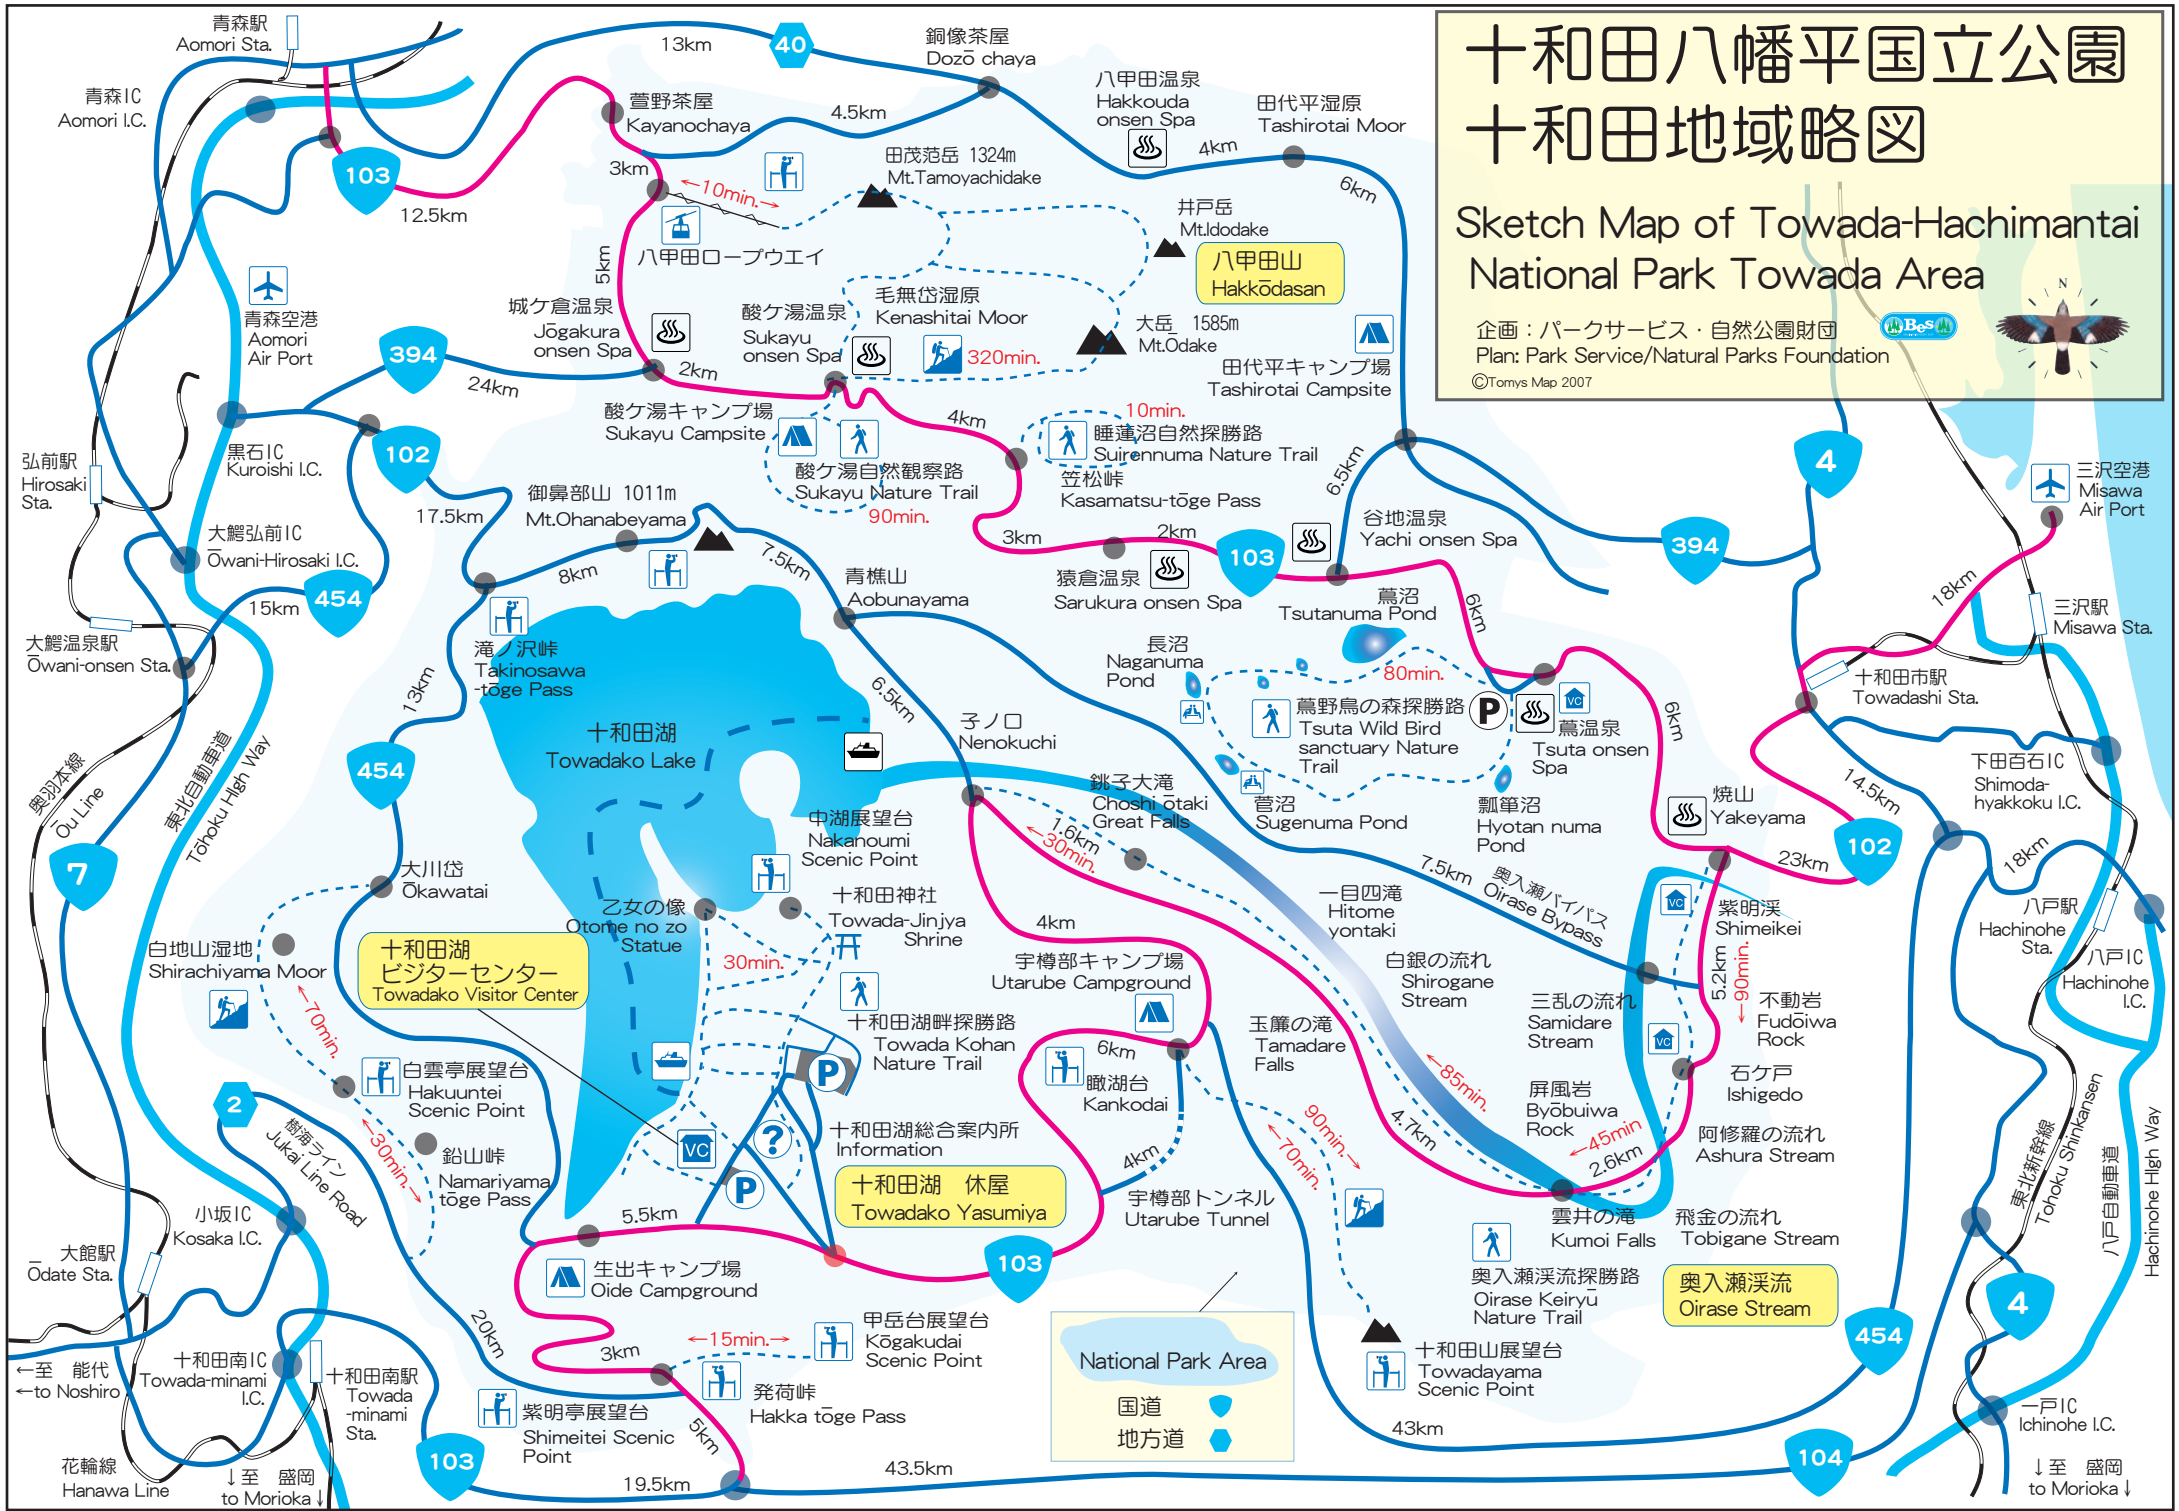 十和田八幡平国立公園
十和田地域略図
Sketch Map of Towada-Hachimantai
National Park Towada Area
企画：パークサービス・自然公園財団
Plan: Park Service/Natural Parks Foundation
©Tomys Map 2007
Bes
N
青森駅
Aomori Sta.
青森IC
Aomori I.C.
13km
40
銅像茶屋
Dozō chaya
萱野茶屋
Kayanochaya
4.5km
八甲田温泉
Hakkouda
onsen Spa
田代平湿原
Tashirotai Moor
4km
6km
103
12.5km
3km
←10min.→
田茂萢岳 1324m
Mt.Tamoyachidake
井戸岳
Mt.Idodake
八甲田山
Hakkōdasan
八甲田ロープウエイ
5km
青森空港
Aomori
Air Port
城ケ倉温泉
Jōgakura
onsen Spa
酸ケ湯温泉
Sukayu
onsen Spa
毛無岱湿原
Kenashitai Moor
320min.
大岳 1585m
Mt.Odake
田代平キャンプ場
Tashirotai Campsite
394
24km
2km
酸ケ湯キャンプ場
Sukayu Campsite
4km
10min.
睡蓮沼自然探勝路
Suirennuma Nature Trail
酸ケ湯自然観察路
Sukayu Nature Trail
90min.
笠松峠
Kasamatsu-tōge Pass
6.5km
4
三沢空港
Misawa
Air Port
黒石IC
Kuroishi I.C.
102
弘前駅
Hirosaki
Sta.
17.5km
御鼻部山 1011m
Mt.Ohanabeyama
大鰐弘前IC
Ōwani-Hirosaki I.C.
8km
7.5km
3km
2km
103
谷地温泉
Yachi onsen Spa
394
猿倉温泉
Sarukura onsen Spa
18km
三沢駅
Misawa Sta.
454
15km
大鰐温泉駅
Ōwani-onsen Sta.
滝ノ沢峠
Takinosawa
-tōge Pass
青橅山
Aobunayama
蔦沼
Tsutanuma Pond
6km
長沼
Naganuma
Pond
80min.
蔦野鳥の森探勝路
Tsuta Wild Bird
sanctuary Nature
Trail
P
VC
蔦温泉
Tsuta onsen
Spa
6km
十和田市駅
Towadashi Sta.
13km
6.5km
子ノ口
Nenokuchi
十和田湖
Towadako Lake
454
東北自動車道
Tōhoku High Way
奥羽本線
Ōu Line
7
銚子大滝
Choshi ōtaki
Great Falls
菅沼
Sugenuma Pond
瓢箪沼
Hyotan numa
Pond
焼山
Yakeyama
下田百石IC
Shimoda-
hyakkoku I.C.
14.5km
102
23km
18km
中湖展望台
Nakanoumi
Scenic Point
1.6km
←30min.
7.5km
奥入瀬バイパス
Oirase Bypass
大川岱
Ōkawatai
乙女の像
Otome no zo
Statue
十和田神社
Towada-Jinjya
Shrine
4km
一目四滝
Hitome
yontaki
VC
紫明渓
Shimeikei
八戸駅
Hachinohe
Sta.
八戸IC
Hachinohe
I.C.
白地山湿地
Shirachiyama Moor
十和田湖
ビジターセンター
Towadako Visitor Center
30min.
宇樽部キャンプ場
Utarube Campground
白銀の流れ
Shirogane
Stream
三乱の流れ
Samidare
Stream
5.2km
←90min.
不動岩
Fudōiwa
Rock
←70min.
十和田湖畔探勝路
Towada Kohan
Nature Trail
6km
玉簾の滝
Tamadare
Falls
VC
白雲亭展望台
Hakuuntei
Scenic Point
P
瞰湖台
Kankodai
←85min.
屏風岩
Byōbuiwa
Rock
石ケ戸
Ishigedo
2
樹海ライン
Jukai Line Road
←30min.→
鉛山峠
Namariyama
tōge Pass
VC
?
十和田湖総合案内所
Information
P
4km
90min.→
←70min.
4.7km
←45min
2.6km
阿修羅の流れ
Ashura Stream
十和田湖　休屋
Towadako Yasumiya
宇樽部トンネル
Utarube Tunnel
小坂IC
Kosaka I.C.
5.5km
雲井の滝
Kumoi Falls
飛金の流れ
Tobigane Stream
東北新幹線
Tohoku Shinkansen
八戸自動車道
Hachinohe High Way
大館駅
Ōdate Sta.
生出キャンプ場
Oide Campground
103
奥入瀬渓流探勝路
Oirase Keiryū
Nature Trail
奥入瀬渓流
Oirase Stream
4
454
20km
3km
←15min.→
甲岳台展望台
Kōgakudai
Scenic Point
National Park Area
国道
地方道
十和田山展望台
Towadayama
Scenic Point
←至　能代
←to Noshiro
十和田南IC
Towada-minami
I.C.
十和田南駅
Towada
-minami
Sta.
紫明亭展望台
Shimeitei Scenic
Point
発荷峠
Hakka tōge Pass
5km
43km
一戸IC
Ichinohe I.C.
花輪線
Hanawa Line
↓至　盛岡
to Morioka↓
103
19.5km
43.5km
104
↓至　盛岡
to Morioka↓